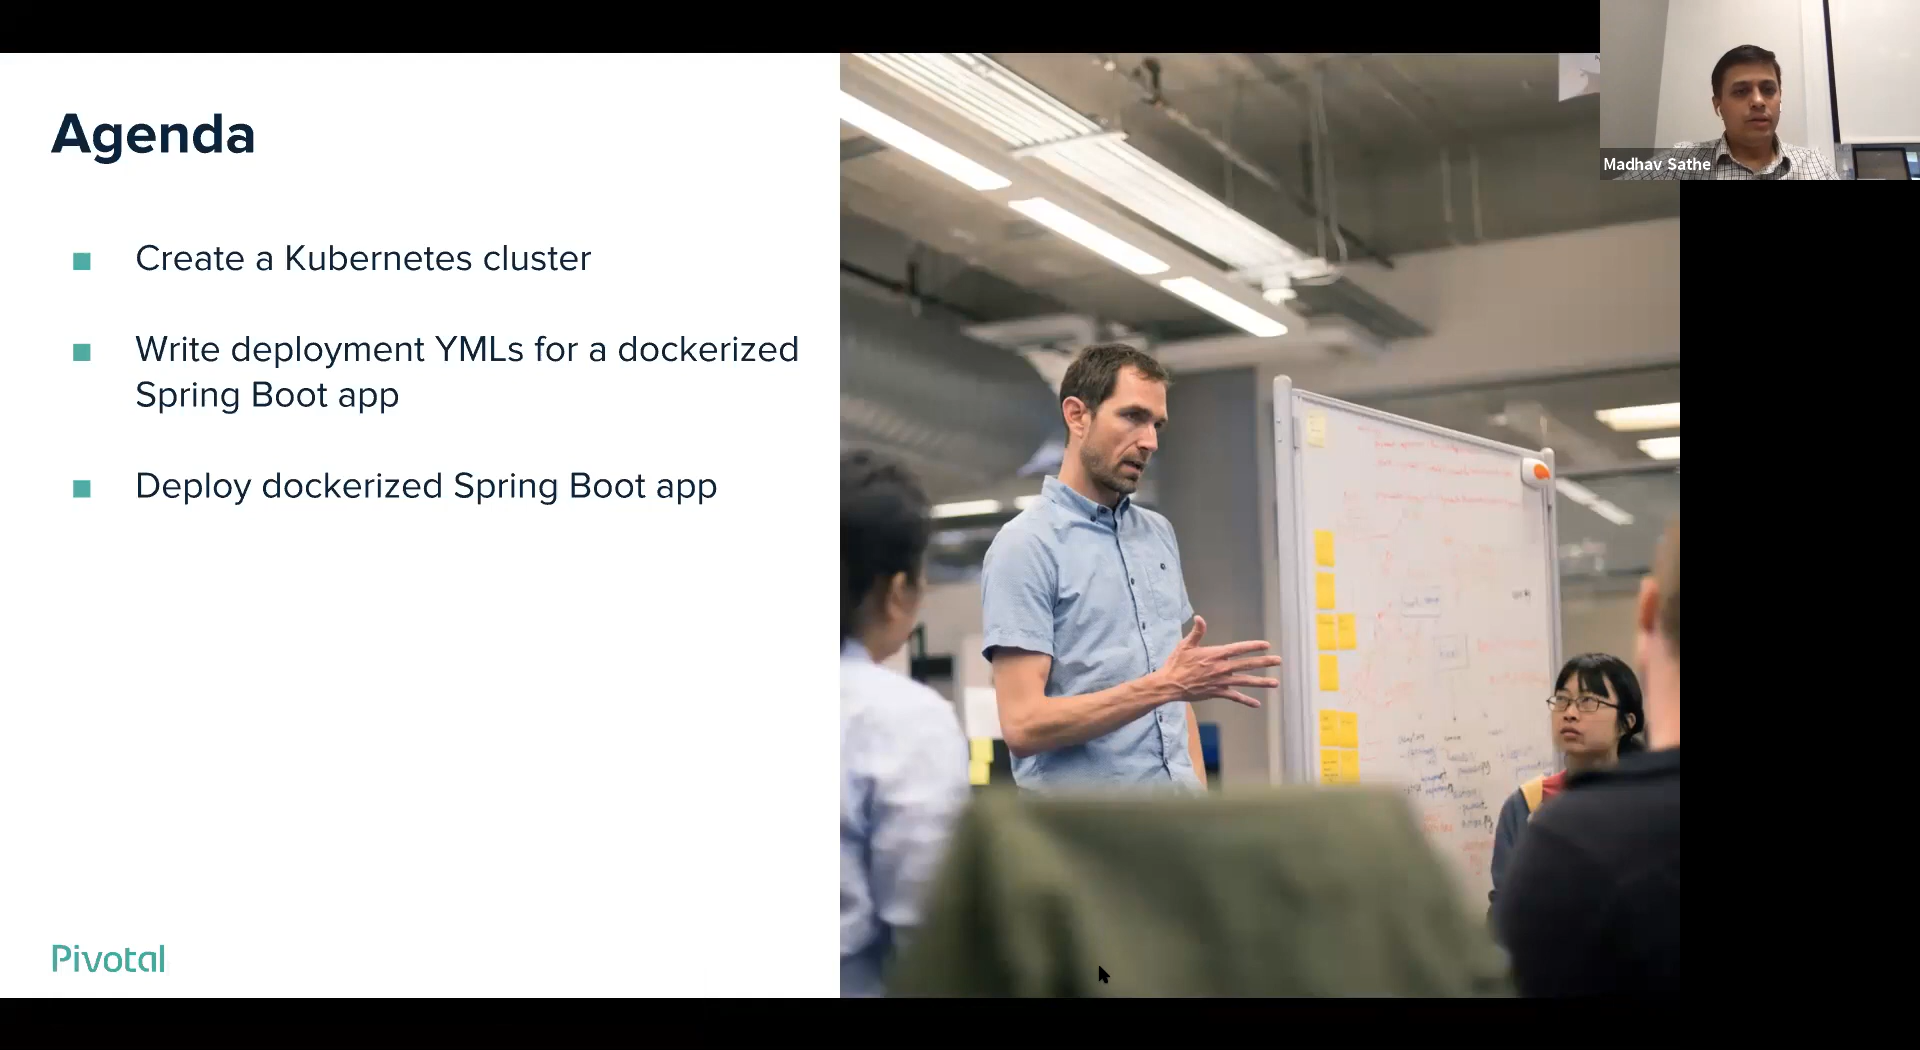 Agenda
Create a Kubernetes cluster
Write deployment YMLs for a dockerized
Spring Boot app
Deploy dockerized Spring Boot app
Pivotal
Madhav Sathe